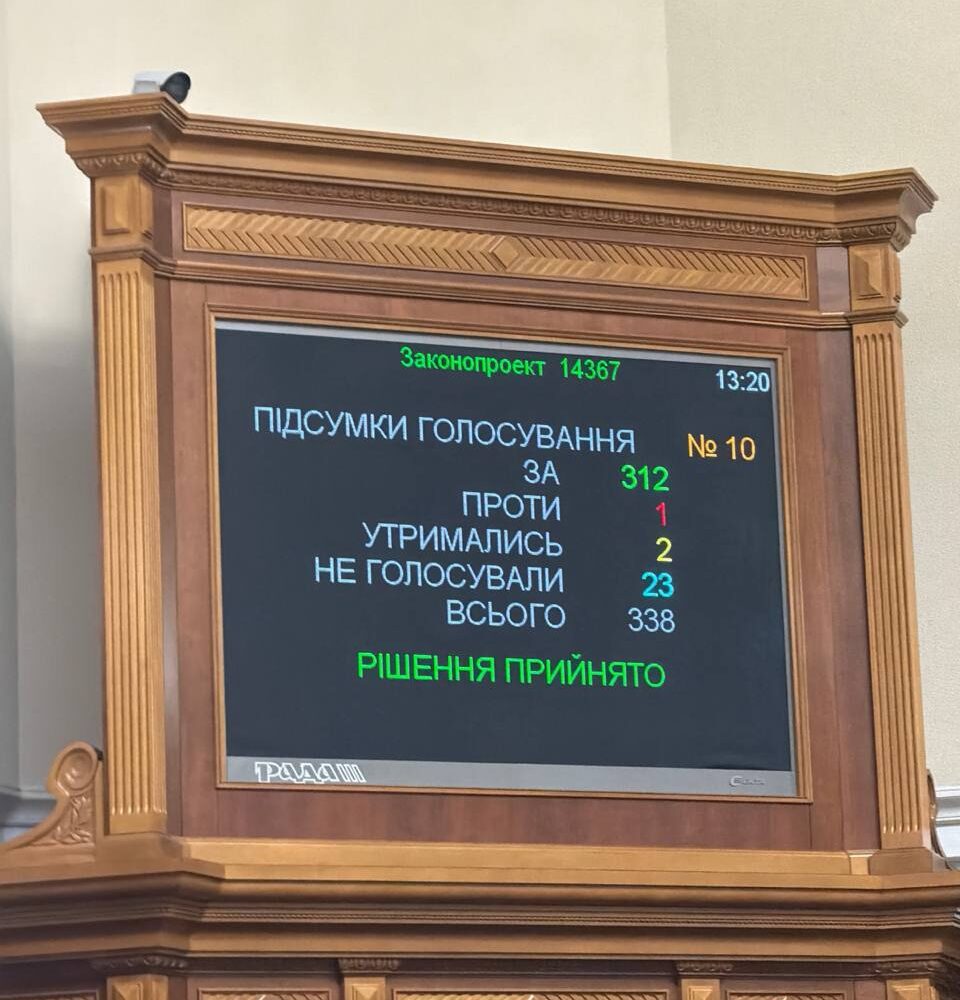 Законопроект 14367
13:20
ПІДСУМКИ ГОЛОСУВАННЯ № 10
ЗА 312
ПРОТИ 1
УТРИМАЛИСЬ 2
НЕ ГОЛОСУВАЛИ 23
ВСЬОГО 338
РІШЕННЯ ПРИЙНЯТО
РАДА III